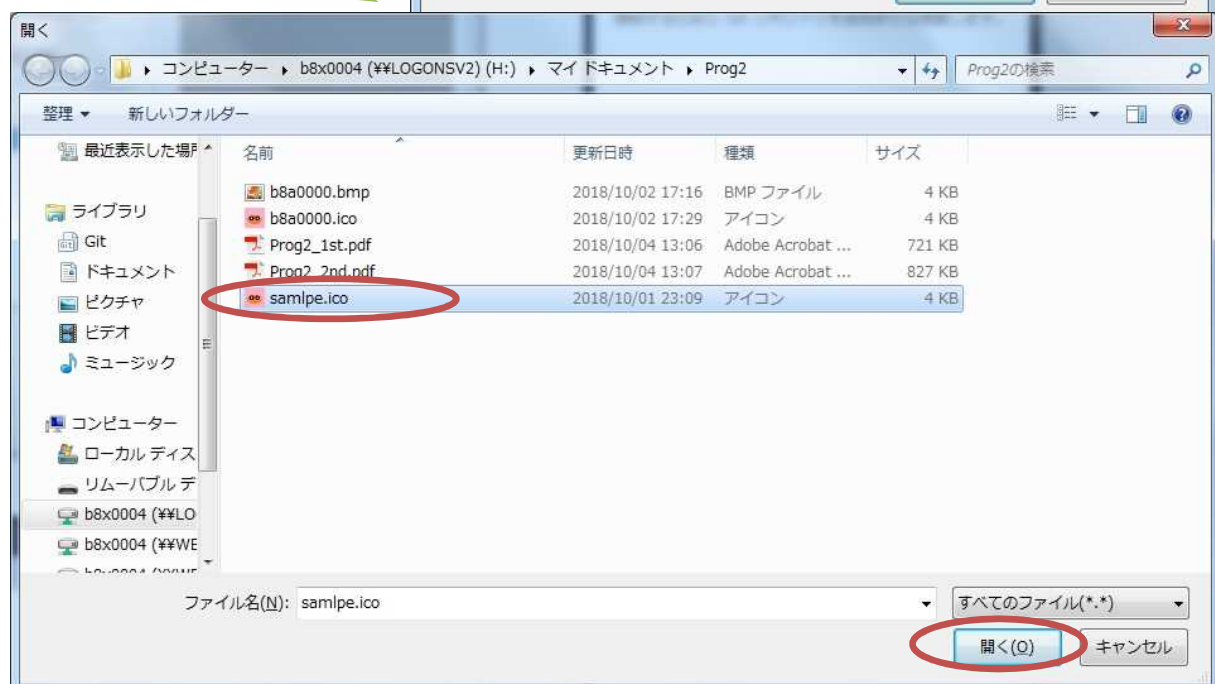 開く
コンピューター ▸ b8x0004 (¥¥LOGONSV2) (H:) ▸ マイ ドキュメント ▸ Prog2
Prog2の検索
整理 新しいフォルダー
名前 更新日時 種類 サイズ
b8a0000.bmp 2018/10/02 17:16 BMP ファイル 4 KB
b8a0000.ico 2018/10/02 17:29 アイコン 4 KB
Prog2_1st.pdf 2018/10/04 13:06 Adobe Acrobat ... 721 KB
Prog2_2nd.pdf 2018/10/04 13:07 Adobe Acrobat ... 827 KB
samlpe.ico 2018/10/01 23:09 アイコン 4 KB
最近表示した場所
ライブラリ
Git
ドキュメント
ピクチャ
ビデオ
ミュージック
コンピューター
ローカル ディス
リムーバブル デ
b8x0004 (¥¥LO
b8x0004 (¥¥WE
ファイル名(N): samlpe.ico
すべてのファイル(*.*)
開く(O) キャンセル